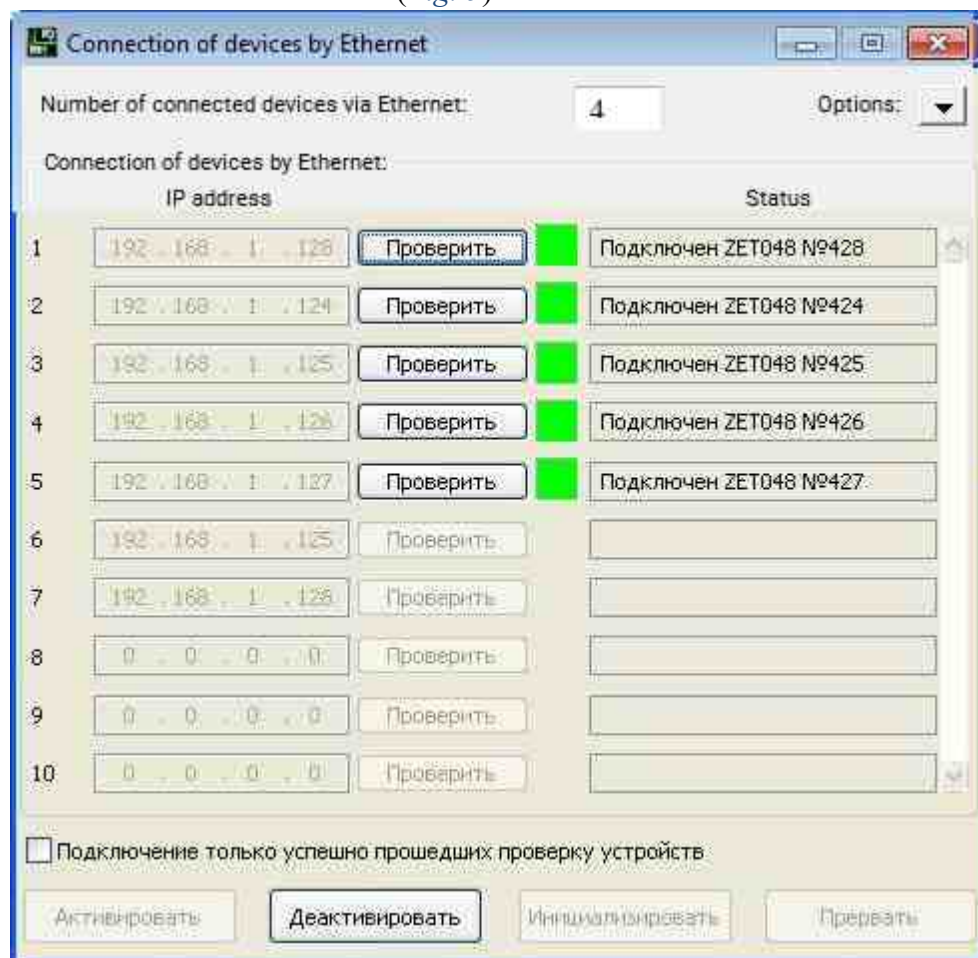 Connection of devices by Ethernet
Number of connected devices via Ethernet: 4 Options:
Connection of devices by Ethernet:
IP address Status
1 192 . 168 . 1 . 128 Проверить Подключен ZET048 №428
2 192 . 168 . 1 . 124 Проверить Подключен ZET048 №424
3 192 . 168 . 1 . 125 Проверить Подключен ZET048 №425
4 192 . 168 . 1 . 126 Проверить Подключен ZET048 №426
5 192 . 168 . 1 . 127 Проверить Подключен ZET048 №427
6 192 . 168 . 1 . 125 Проверить
7 192 . 168 . 1 . 128 Проверить
8 0 . 0 . 0 . 0 Проверить
9 0 . 0 . 0 . 0 Проверить
10 0 . 0 . 0 . 0 Проверить
Подключение только успешно прошедших проверку устройств
Активировать Деактивировать Инициализировать Прервать